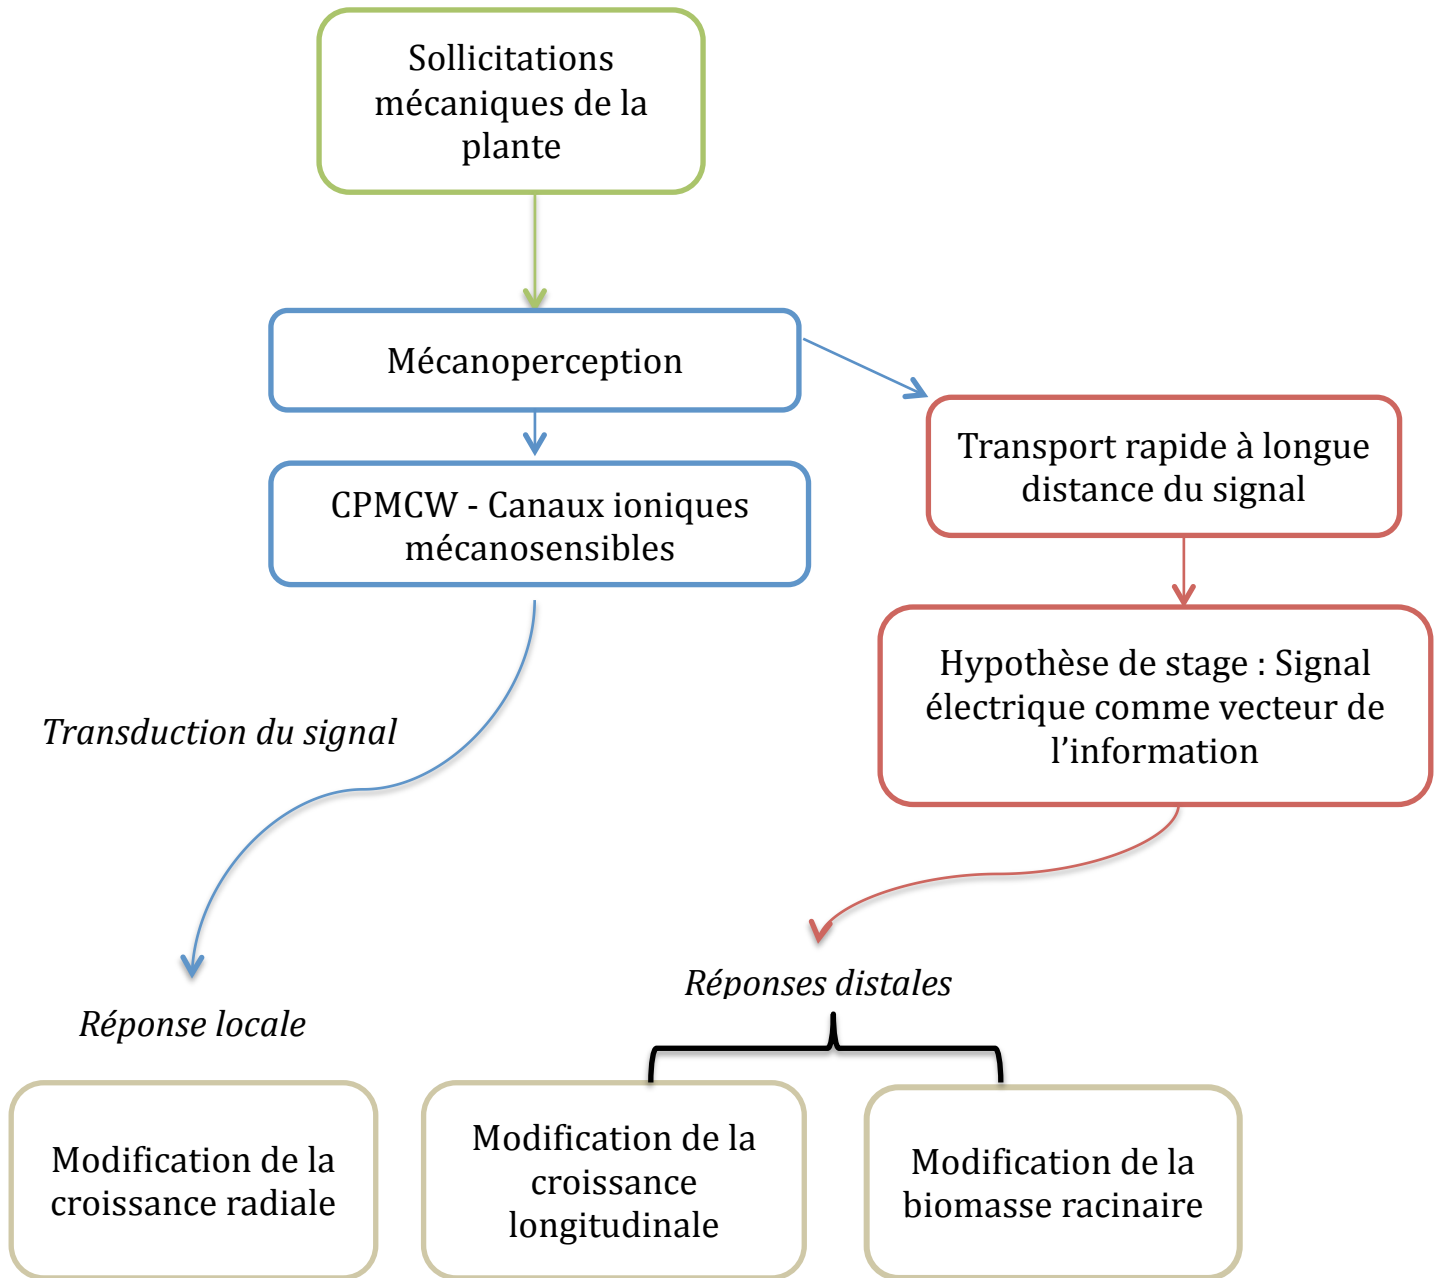 Sollicitations
mécaniques de la
plante
Mécanoperception
CPMCW - Canaux ioniques
mécanosensibles
Transport rapide à longue
distance du signal
Hypothèse de stage : Signal
électrique comme vecteur de
l’information
Transduction du signal
Réponses distales
Réponse locale
Modification de la
croissance radiale
Modification de la
croissance
longitudinale
Modification de la
biomasse racinaire